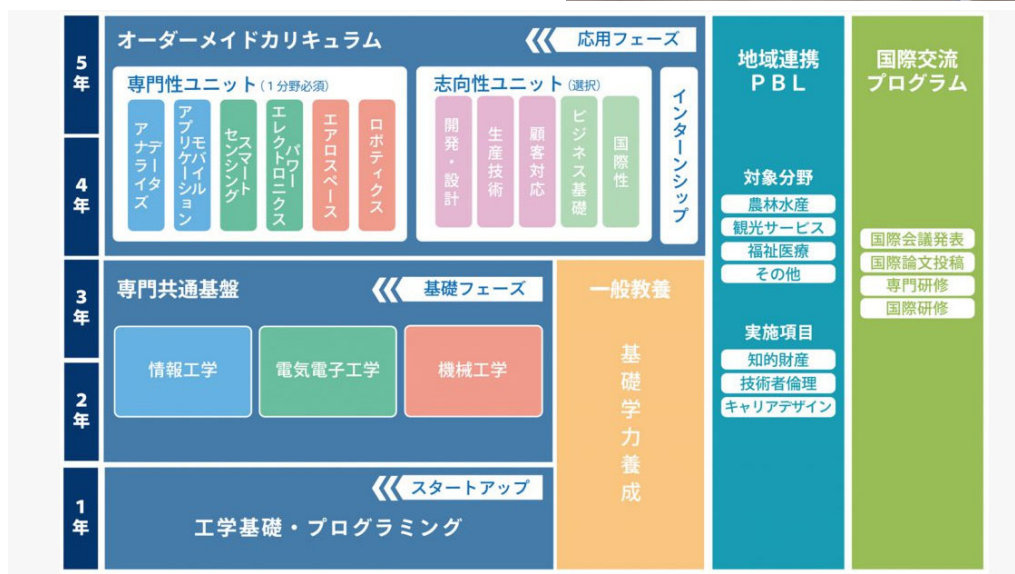 5年
オーダーメイドカリキュラム
応用フェーズ
専門性ユニット(1分野必須)
データアナライズ
モバイルアプリケーション
スマートセンシング
パワーエレクトロニクス
エアロスペース
ロボティクス
志向性ユニット(選択)
開発・設計
生産技術
顧客対応
ビジネス基礎
国際性
インターンシップ
4年
3年
専門共通基盤
基礎フェーズ
情報工学
電気電子工学
機械工学
2年
1年
スタートアップ
工学基礎・プログラミング
一般教養
基礎学力養成
地域連携
PBL
対象分野
農林水産
観光サービス
福祉医療
その他
実施項目
知的財産
技術者倫理
キャリアデザイン
国際交流
プログラム
国際会議発表
国際論文投稿
専門研修
国際研修